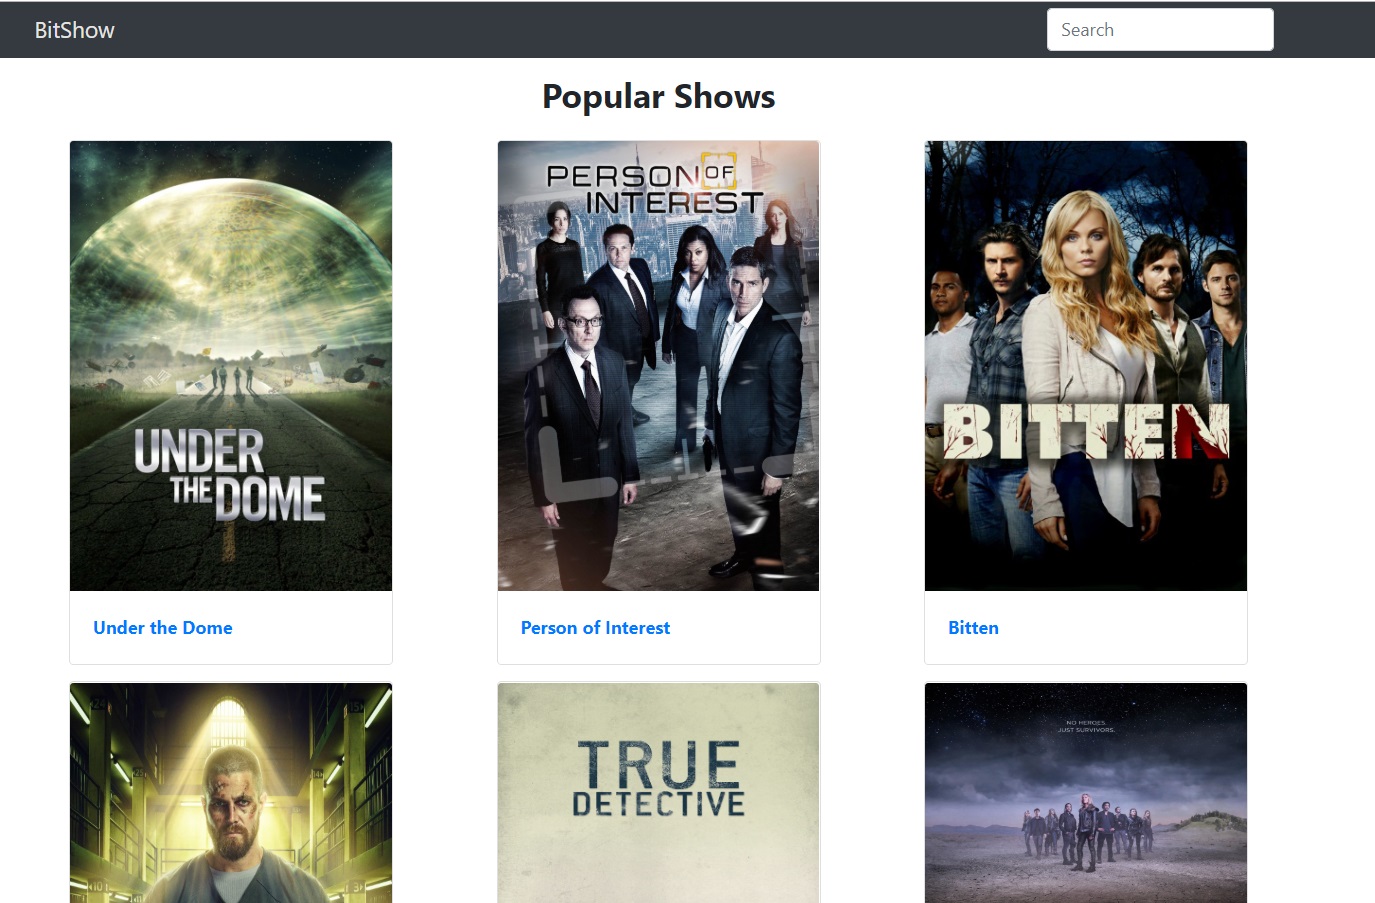 BitShow
Search
Popular Shows
PERSON OF
INTEREST
UNDER
THE DOME
BITTEN
Under the Dome
Person of Interest
Bitten
TRUE
DETECTIVE
NO HEROES.
JUST SURVIVORS.